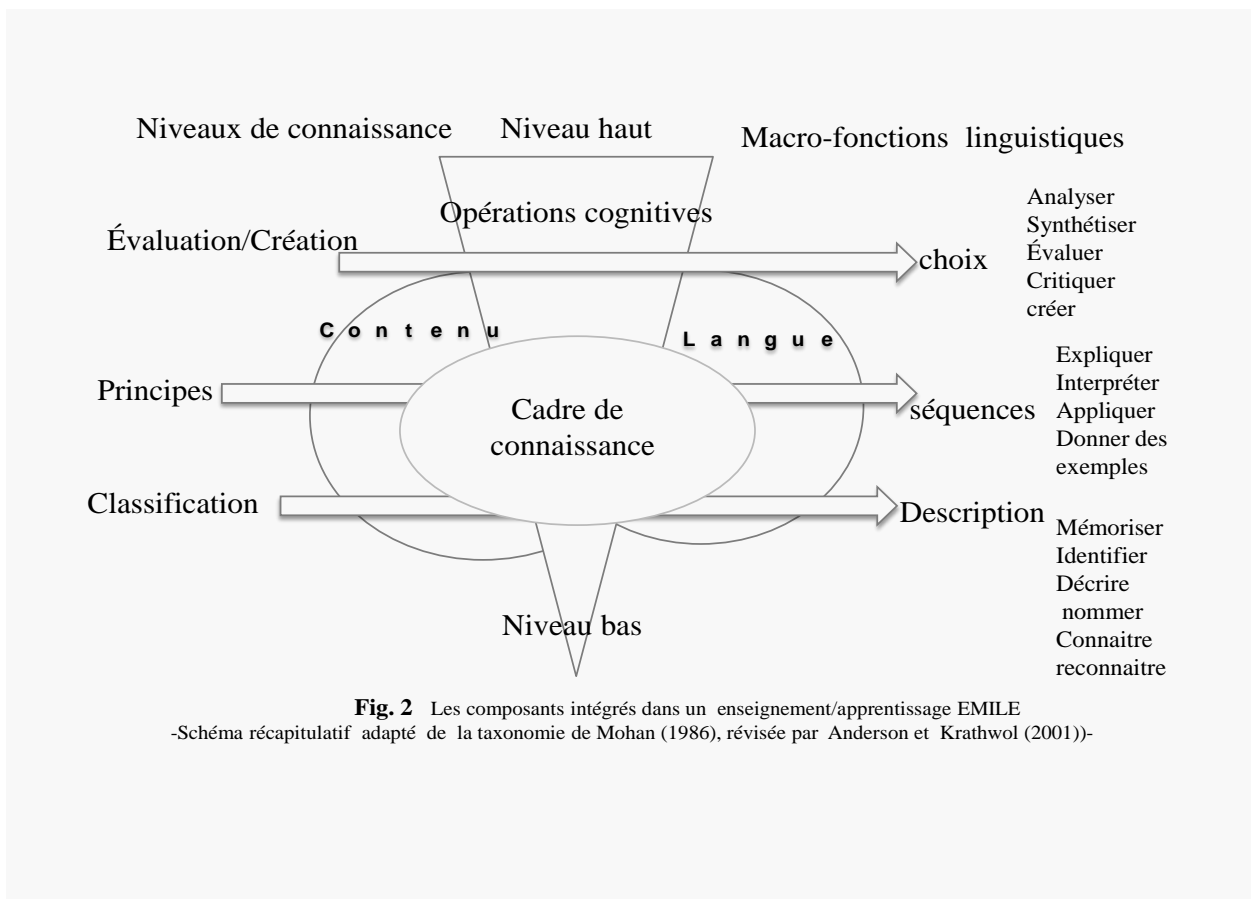 Niveaux de connaissance
Niveau haut
Macro-fonctions linguistiques
Opérations cognitives
Évaluation/Création
choix
Analyser
Synthétiser
Évaluer
Critiquer
créer
Contenu
Langue
Principes
séquences
Expliquer
Interpréter
Appliquer
Donner des
exemples
Cadre de
connaissance
Classification
Description
Mémoriser
Identifier
Décrire
nommer
Connaitre
reconnaitre
Niveau bas
Fig. 2 Les composants intégrés dans un enseignement/apprentissage EMILE
-Schéma récapitulatif adapté de la taxonomie de Mohan (1986), révisée par Anderson et Krathwol (2001))-